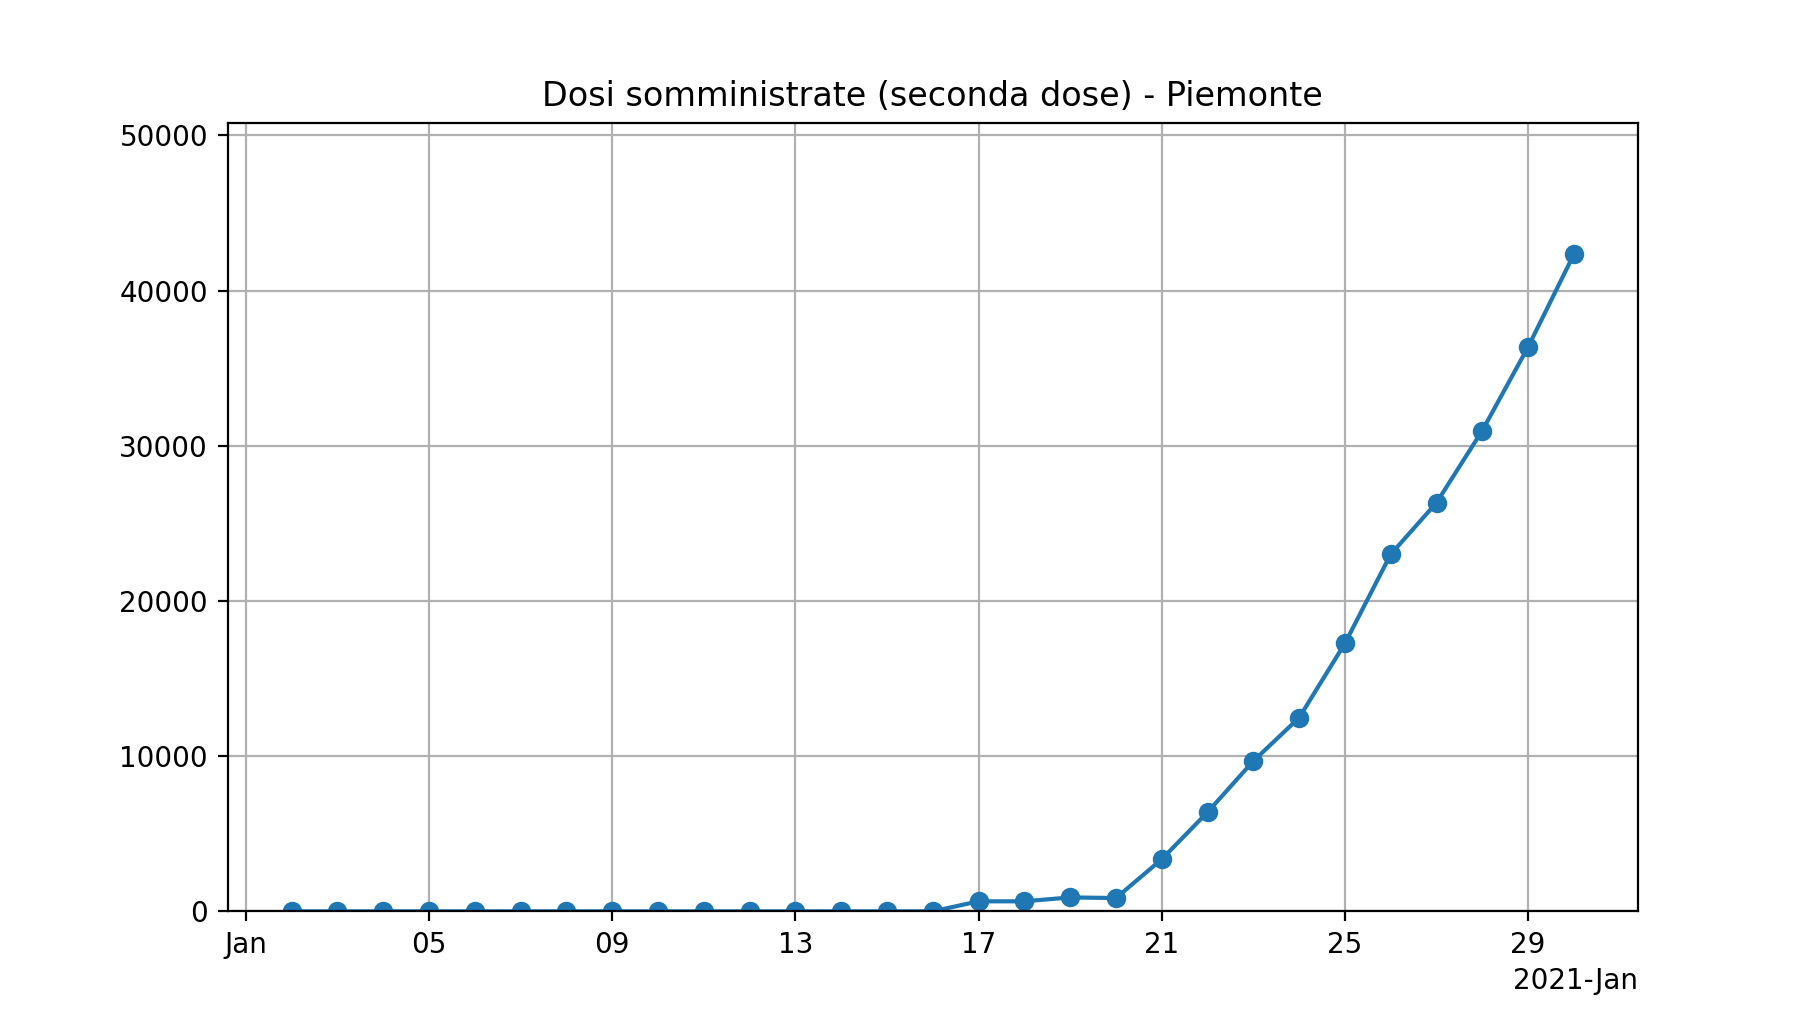 Dosi somministrate (seconda dose) - Piemonte
50000
40000
30000
20000
10000
0
Jan 05 09 13 17 21 25 29
2021-Jan